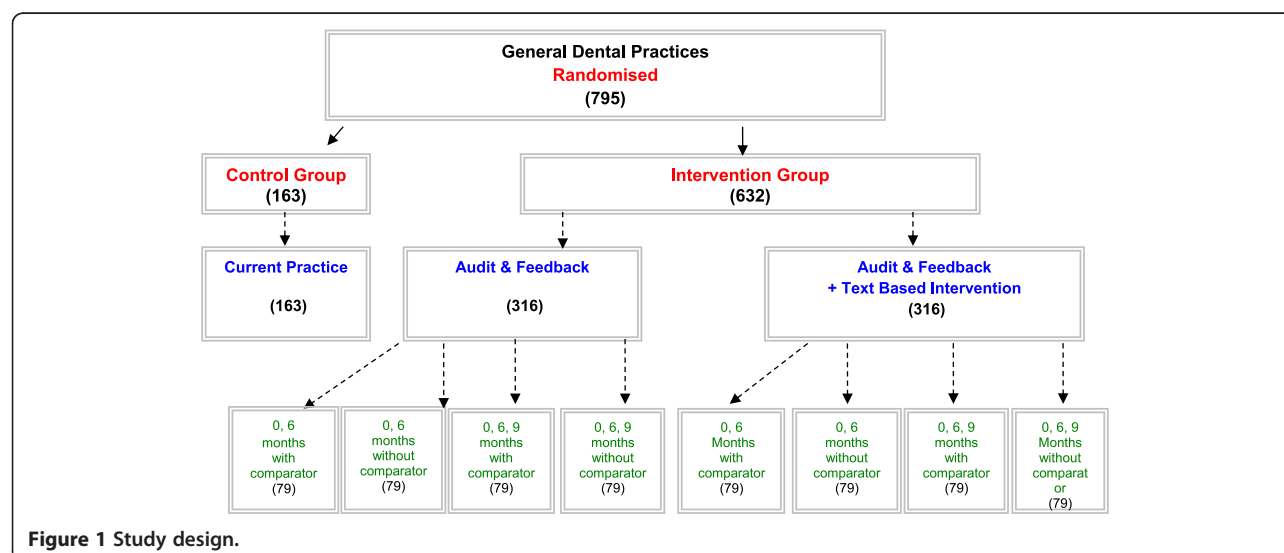 General Dental Practices
Randomised
(795)
Control Group
(163)
Intervention Group
(632)
Current Practice
(163)
Audit & Feedback
(316)
Audit & Feedback
+ Text Based Intervention
(316)
0, 6
months
with
comparator
(79)
0, 6
months
without
comparator
(79)
0, 6, 9
months
with
comparator
(79)
0, 6, 9
months
without
comparator
(79)
0, 6
Months
with
comparator
(79)
0, 6
months
without
comparator
(79)
0, 6, 9
months
with
comparator
(79)
0, 6, 9
Months
without
comparat
or
(79)
Figure 1 Study design.